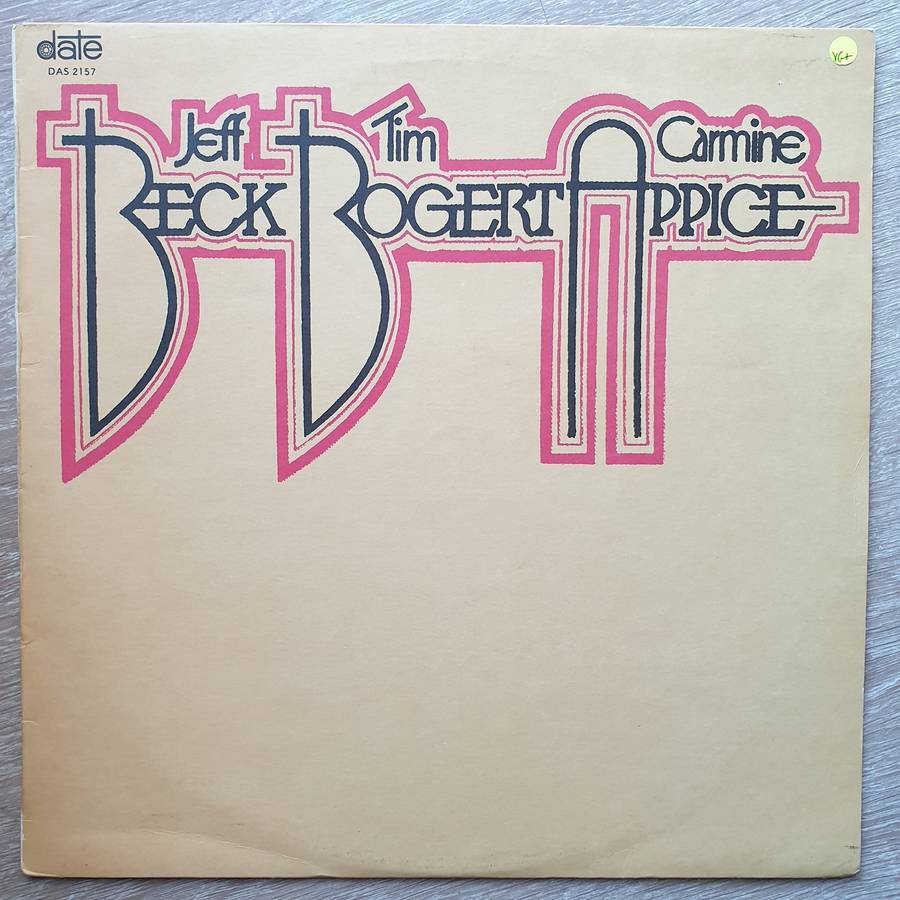 date
DAS 2157
VG+
Jeff Tim Carmine
BECK BOGERT APPICE